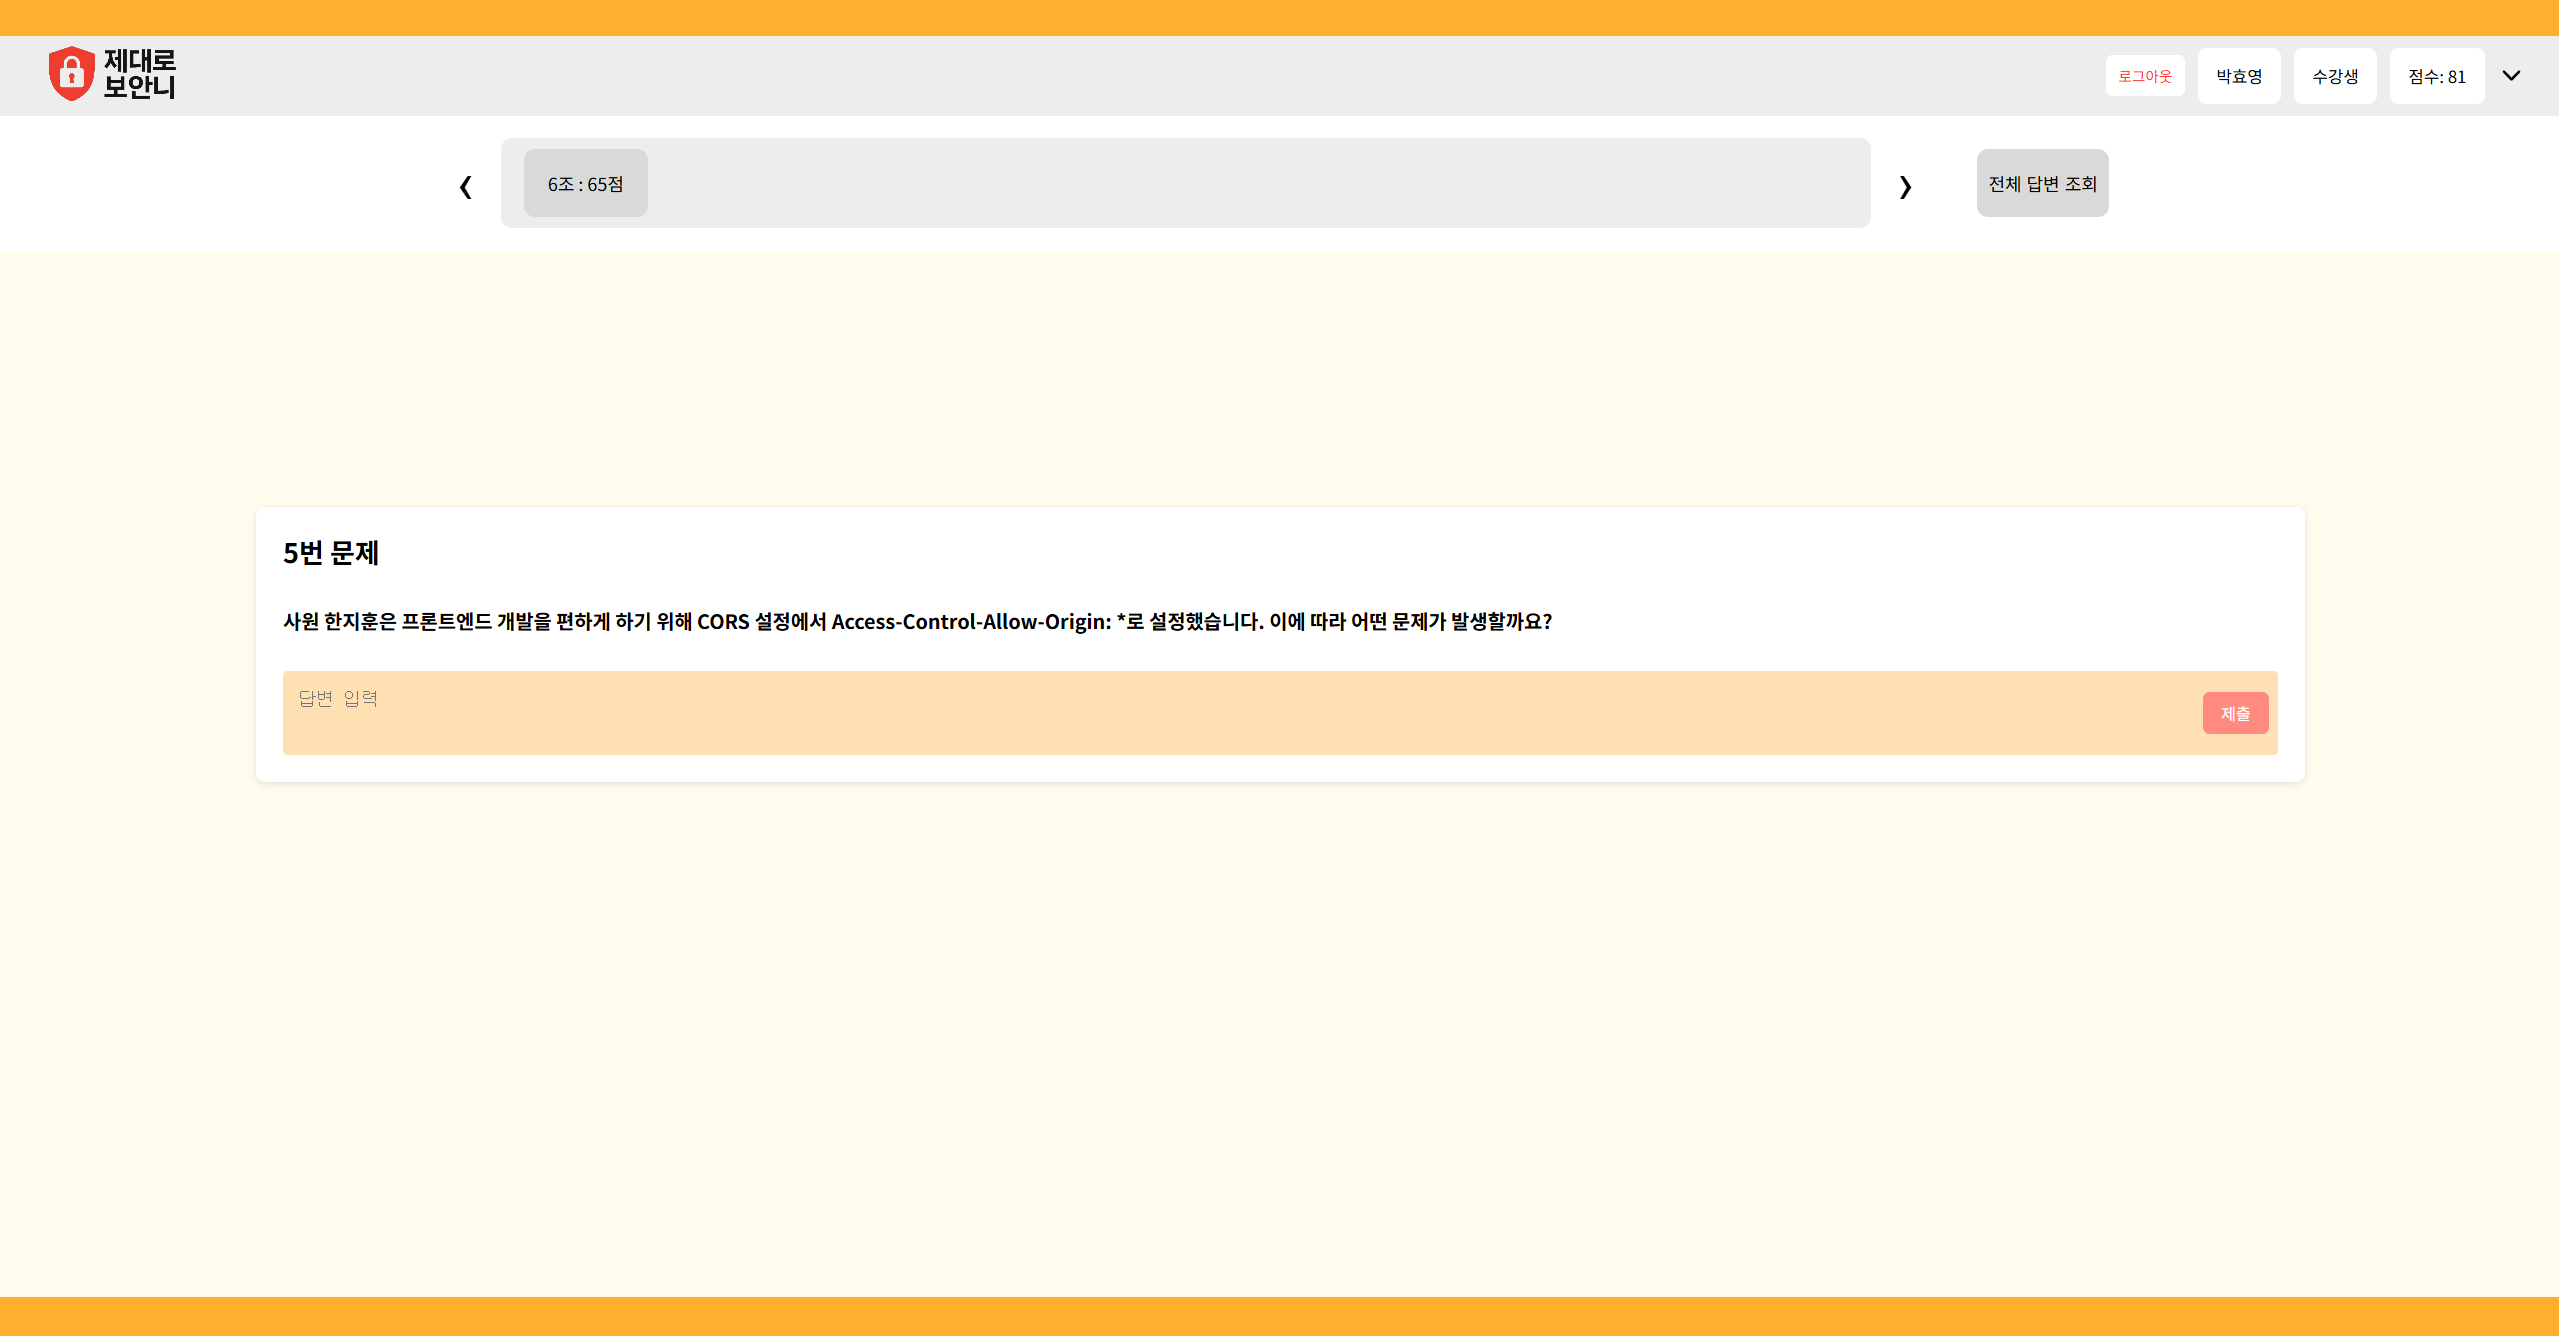 제대로
보안니
로그아웃
박효영
수강생
점수: 81
❮
6조 : 65점
❯
전체 답변 조회
5번 문제
사원 한지훈은 프론트엔드 개발을 편하게 하기 위해 CORS 설정에서 Access-Control-Allow-Origin: *로 설정했습니다. 이에 따라 어떤 문제가 발생할까요?
답변 입력
제출